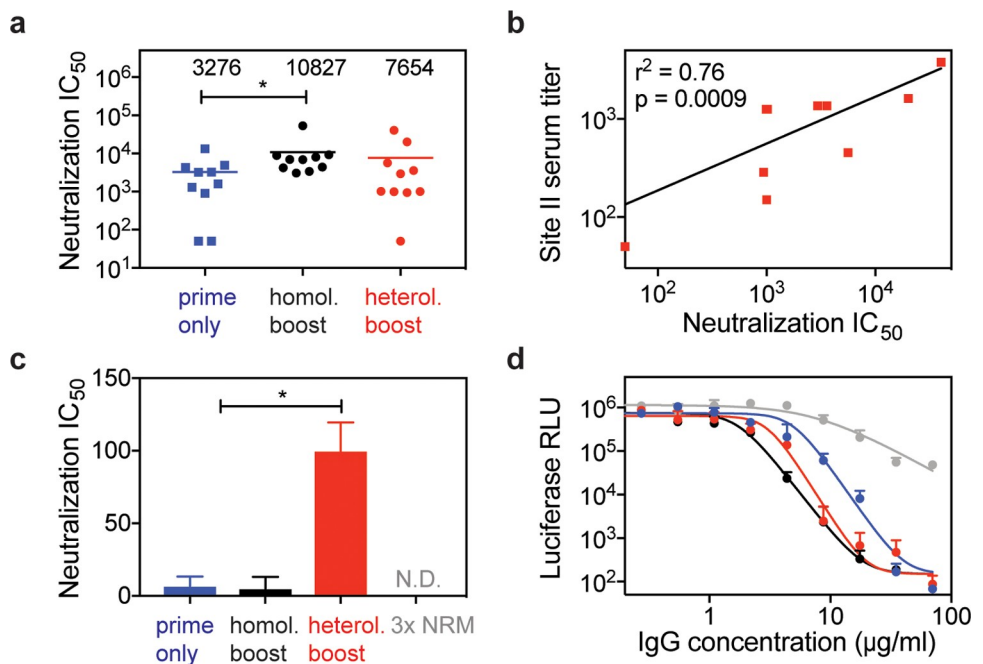 a
Neutralization IC50
10^6
10^5
10^4
10^3
10^2
10^1
3276 10827 7654
*
prime only
homol. boost
heterol. boost
b
Site II serum titer
10^3
10^2
r^2 = 0.76
p = 0.0009
10^2 10^3 10^4
Neutralization IC50
c
Neutralization IC50
150
100
50
0
*
N.D.
prime only
homol. boost
heterol. boost
3x NRM
d
Luciferase RLU
10^6
10^5
10^4
10^3
10^2
1 10 100
IgG concentration (µg/ml)